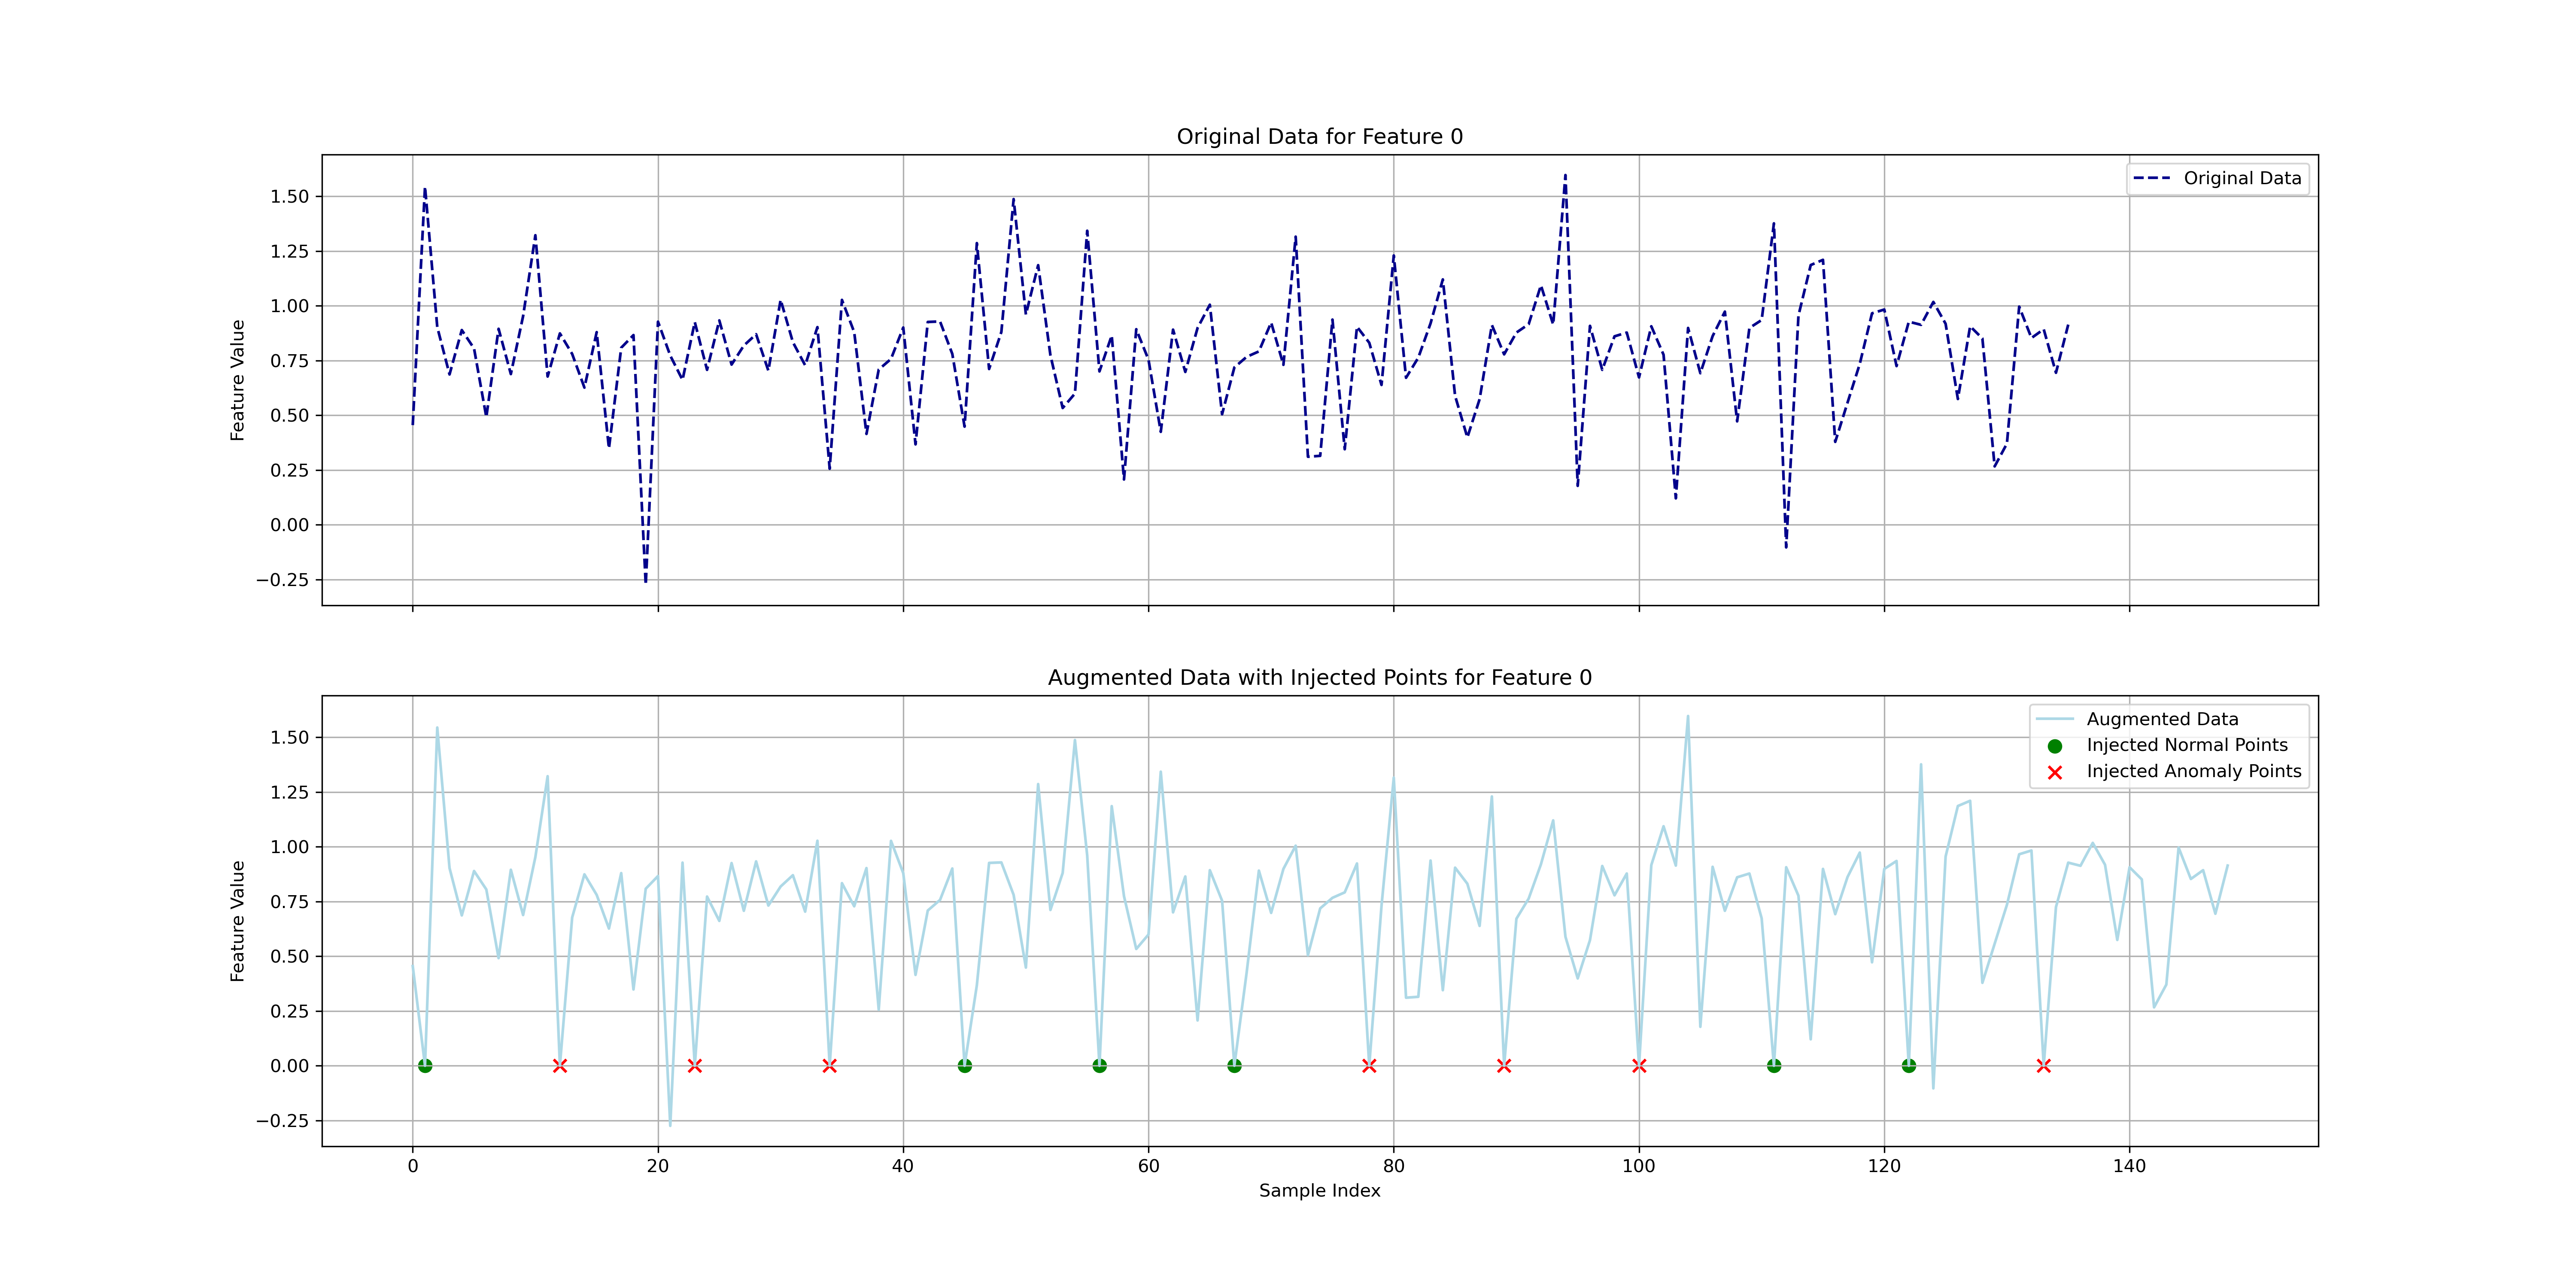 Original Data for Feature 0
Original Data
1.50
1.25
1.00
0.75
0.50
0.25
0.00
−0.25
Feature Value
Augmented Data with Injected Points for Feature 0
Augmented Data
Injected Normal Points
Injected Anomaly Points
1.50
1.25
1.00
0.75
0.50
0.25
0.00
−0.25
Feature Value
0 20 40 60 80 100 120 140
Sample Index